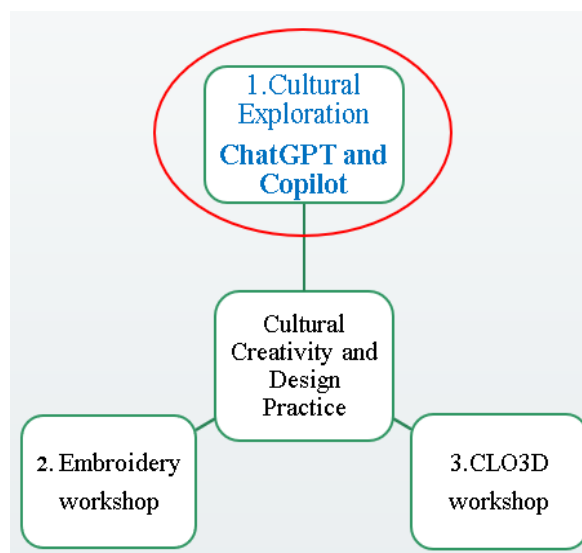 1.Cultural
Exploration
ChatGPT and
Copilot
Cultural
Creativity and
Design
Practice
2. Embroidery
workshop
3.CLO3D
workshop